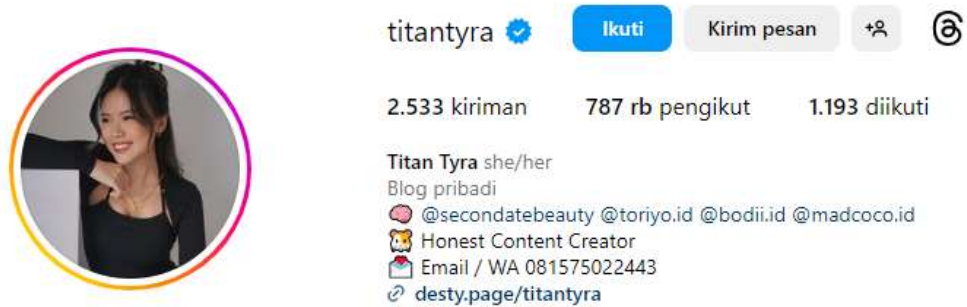 titantyra Ikuti Kirim pesan
2.533 kiriman 787 rb pengikut 1.193 diikuti
Titan Tyra she/her
Blog pribadi
@secondatebeauty @toriyo.id @bodii.id @madcoco.id
Honest Content Creator
Email / WA 081575022443
desty.page/titantyra